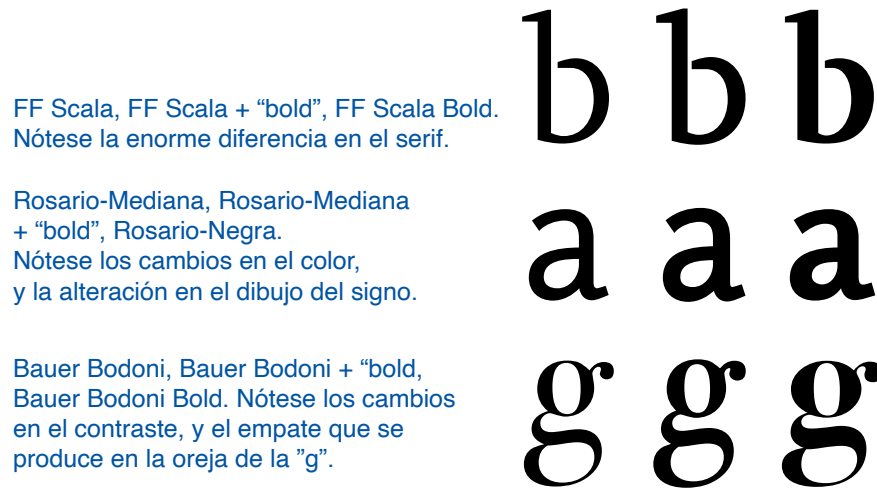 FF Scala, FF Scala + “bold”, FF Scala Bold.
Nótese la enorme diferencia en el serif.
b b b
Rosario-Mediana, Rosario-Mediana
+ “bold”, Rosario-Negra.
Nótese los cambios en el color,
y la alteración en el dibujo del signo.
a a a
Bauer Bodoni, Bauer Bodoni + “bold,
Bauer Bodoni Bold. Nótese los cambios
en el contraste, y el empate que se
produce en la oreja de la ”g”.
g g g